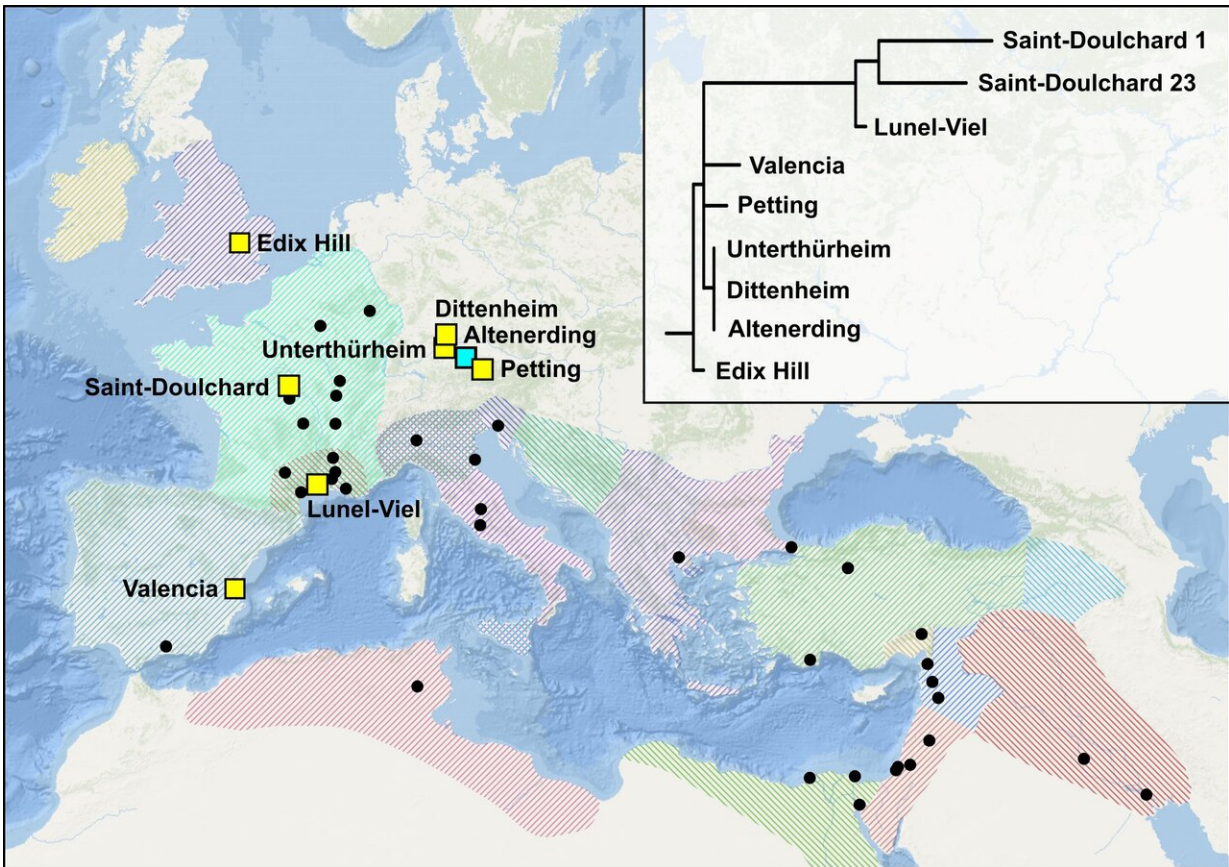 Saint-Doulchard 1
Saint-Doulchard 23
Lunel-Viel
Valencia
Petting
Unterthürheim
Dittenheim
Altenerding
Edix Hill
Edix Hill
Dittenheim
Altenerding
Unterthürheim
Petting
Saint-Doulchard
Lunel-Viel
Valencia